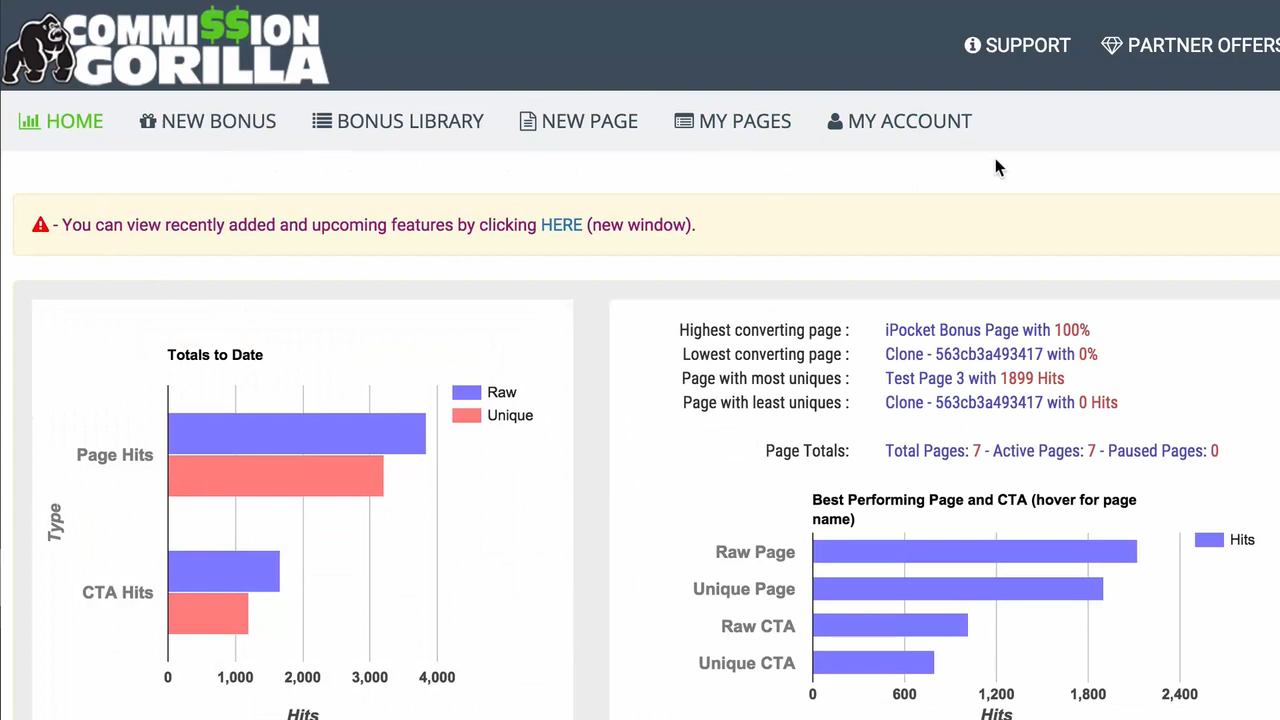 COMMI$$ION
GORILLA
SUPPORT
PARTNER OFFERS
HOME
NEW BONUS
BONUS LIBRARY
NEW PAGE
MY PAGES
MY ACCOUNT
- You can view recently added and upcoming features by clicking HERE (new window).
Totals to Date
Raw
Unique
Page Hits
CTA Hits
Type
0 1,000 2,000 3,000 4,000
Hits
Highest converting page : iPocket Bonus Page with 100%
Lowest converting page : Clone - 563cb3a493417 with 0%
Page with most uniques : Test Page 3 with 1899 Hits
Page with least uniques : Clone - 563cb3a493417 with 0 Hits
Page Totals: Total Pages: 7 - Active Pages: 7 - Paused Pages: 0
Best Performing Page and CTA (hover for page
name)
Hits
Raw Page
Unique Page
Raw CTA
Unique CTA
0 600 1,200 1,800 2,400
Hits